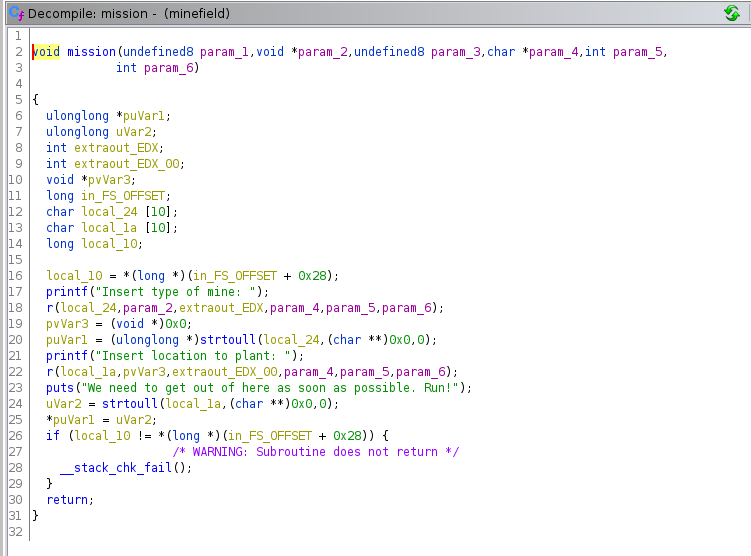 Decompile: mission - (minefield)
1
2 void mission(undefined8 param_1,void *param_2,undefined8 param_3,char *param_4,int param_5,
3 int param_6)
4
5 {
6 ulonglong *puVar1;
7 ulonglong uVar2;
8 int extraout_EDX;
9 int extraout_EDX_00;
10 void *pvVar3;
11 long in_FS_OFFSET;
12 char local_24 [10];
13 char local_1a [10];
14 long local_10;
15
16 local_10 = *(long *)(in_FS_OFFSET + 0x28);
17 printf("Insert type of mine: ");
18 r(local_24,param_2,extraout_EDX,param_4,param_5,param_6);
19 pvVar3 = (void *)0x0;
20 puVar1 = (ulonglong *)strtoull(local_24,(char **)0x0,0);
21 printf("Insert location to plant: ");
22 r(local_1a,pvVar3,extraout_EDX_00,param_4,param_5,param_6);
23 puts("We need to get out of here as soon as possible. Run!");
24 uVar2 = strtoull(local_1a,(char **)0x0,0);
25 *puVar1 = uVar2;
26 if (local_10 != *(long *)(in_FS_OFFSET + 0x28)) {
27 /* WARNING: Subroutine does not return */
28 __stack_chk_fail();
29 }
30 return;
31 }
32